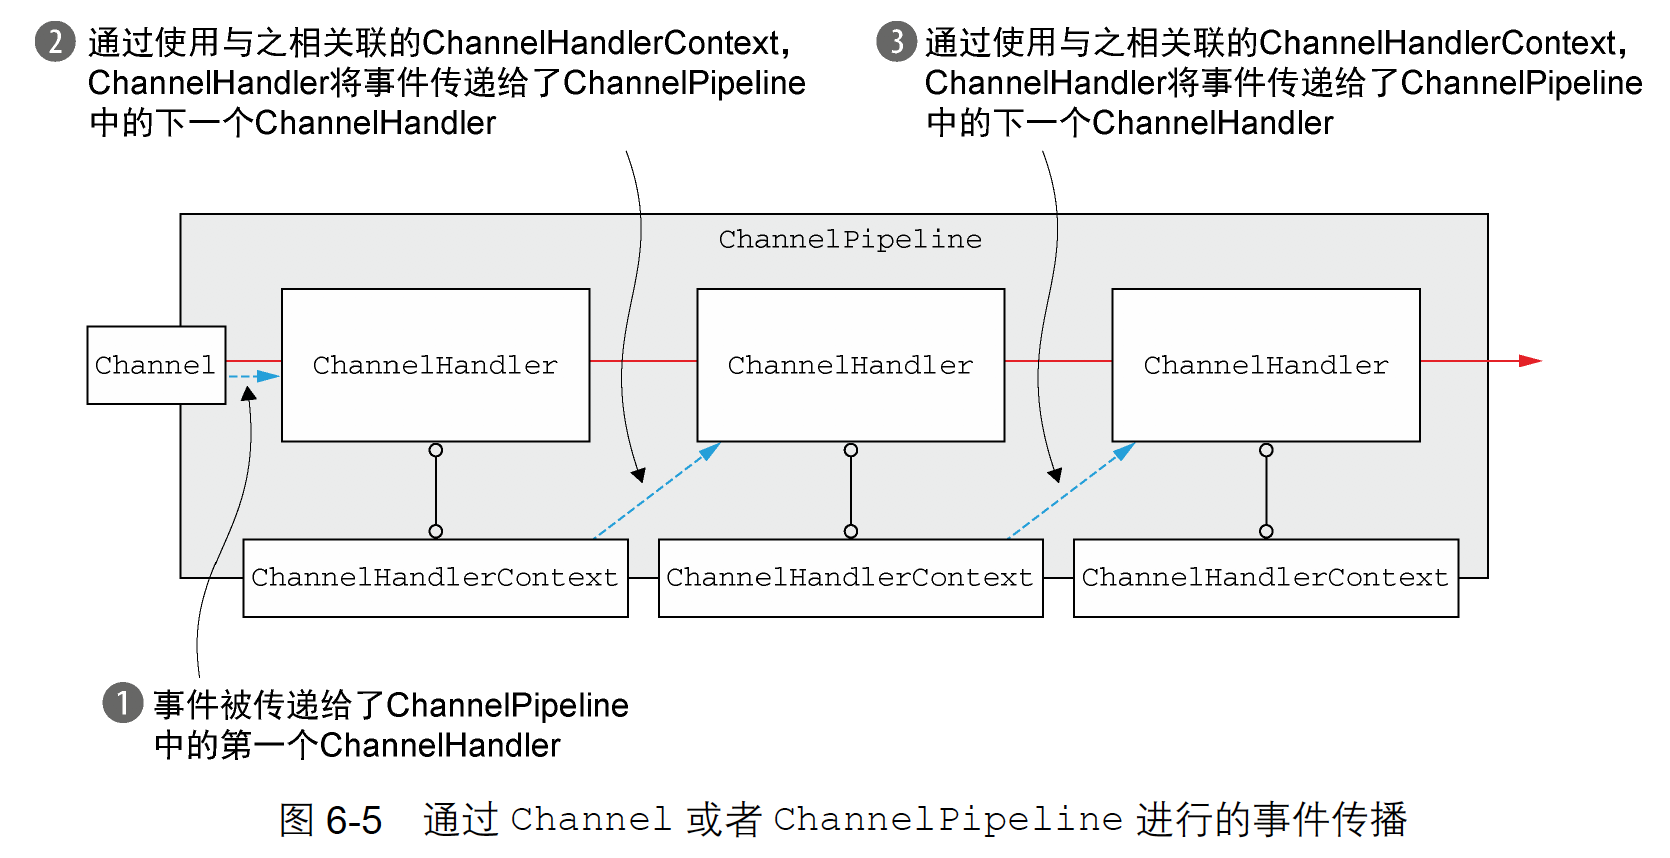 2 通过使用与之相关联的ChannelHandlerContext，
ChannelHandler将事件传递给了ChannelPipeline
中的下一个ChannelHandler
3 通过使用与之相关联的ChannelHandlerContext，
ChannelHandler将事件传递给了ChannelPipeline
中的下一个ChannelHandler
ChannelPipeline
Channel
ChannelHandler
ChannelHandler
ChannelHandler
ChannelHandlerContext
ChannelHandlerContext
ChannelHandlerContext
1 事件被传递给了ChannelPipeline
中的第一个ChannelHandler
图 6-5 通过 Channel 或者 ChannelPipeline 进行的事件传播